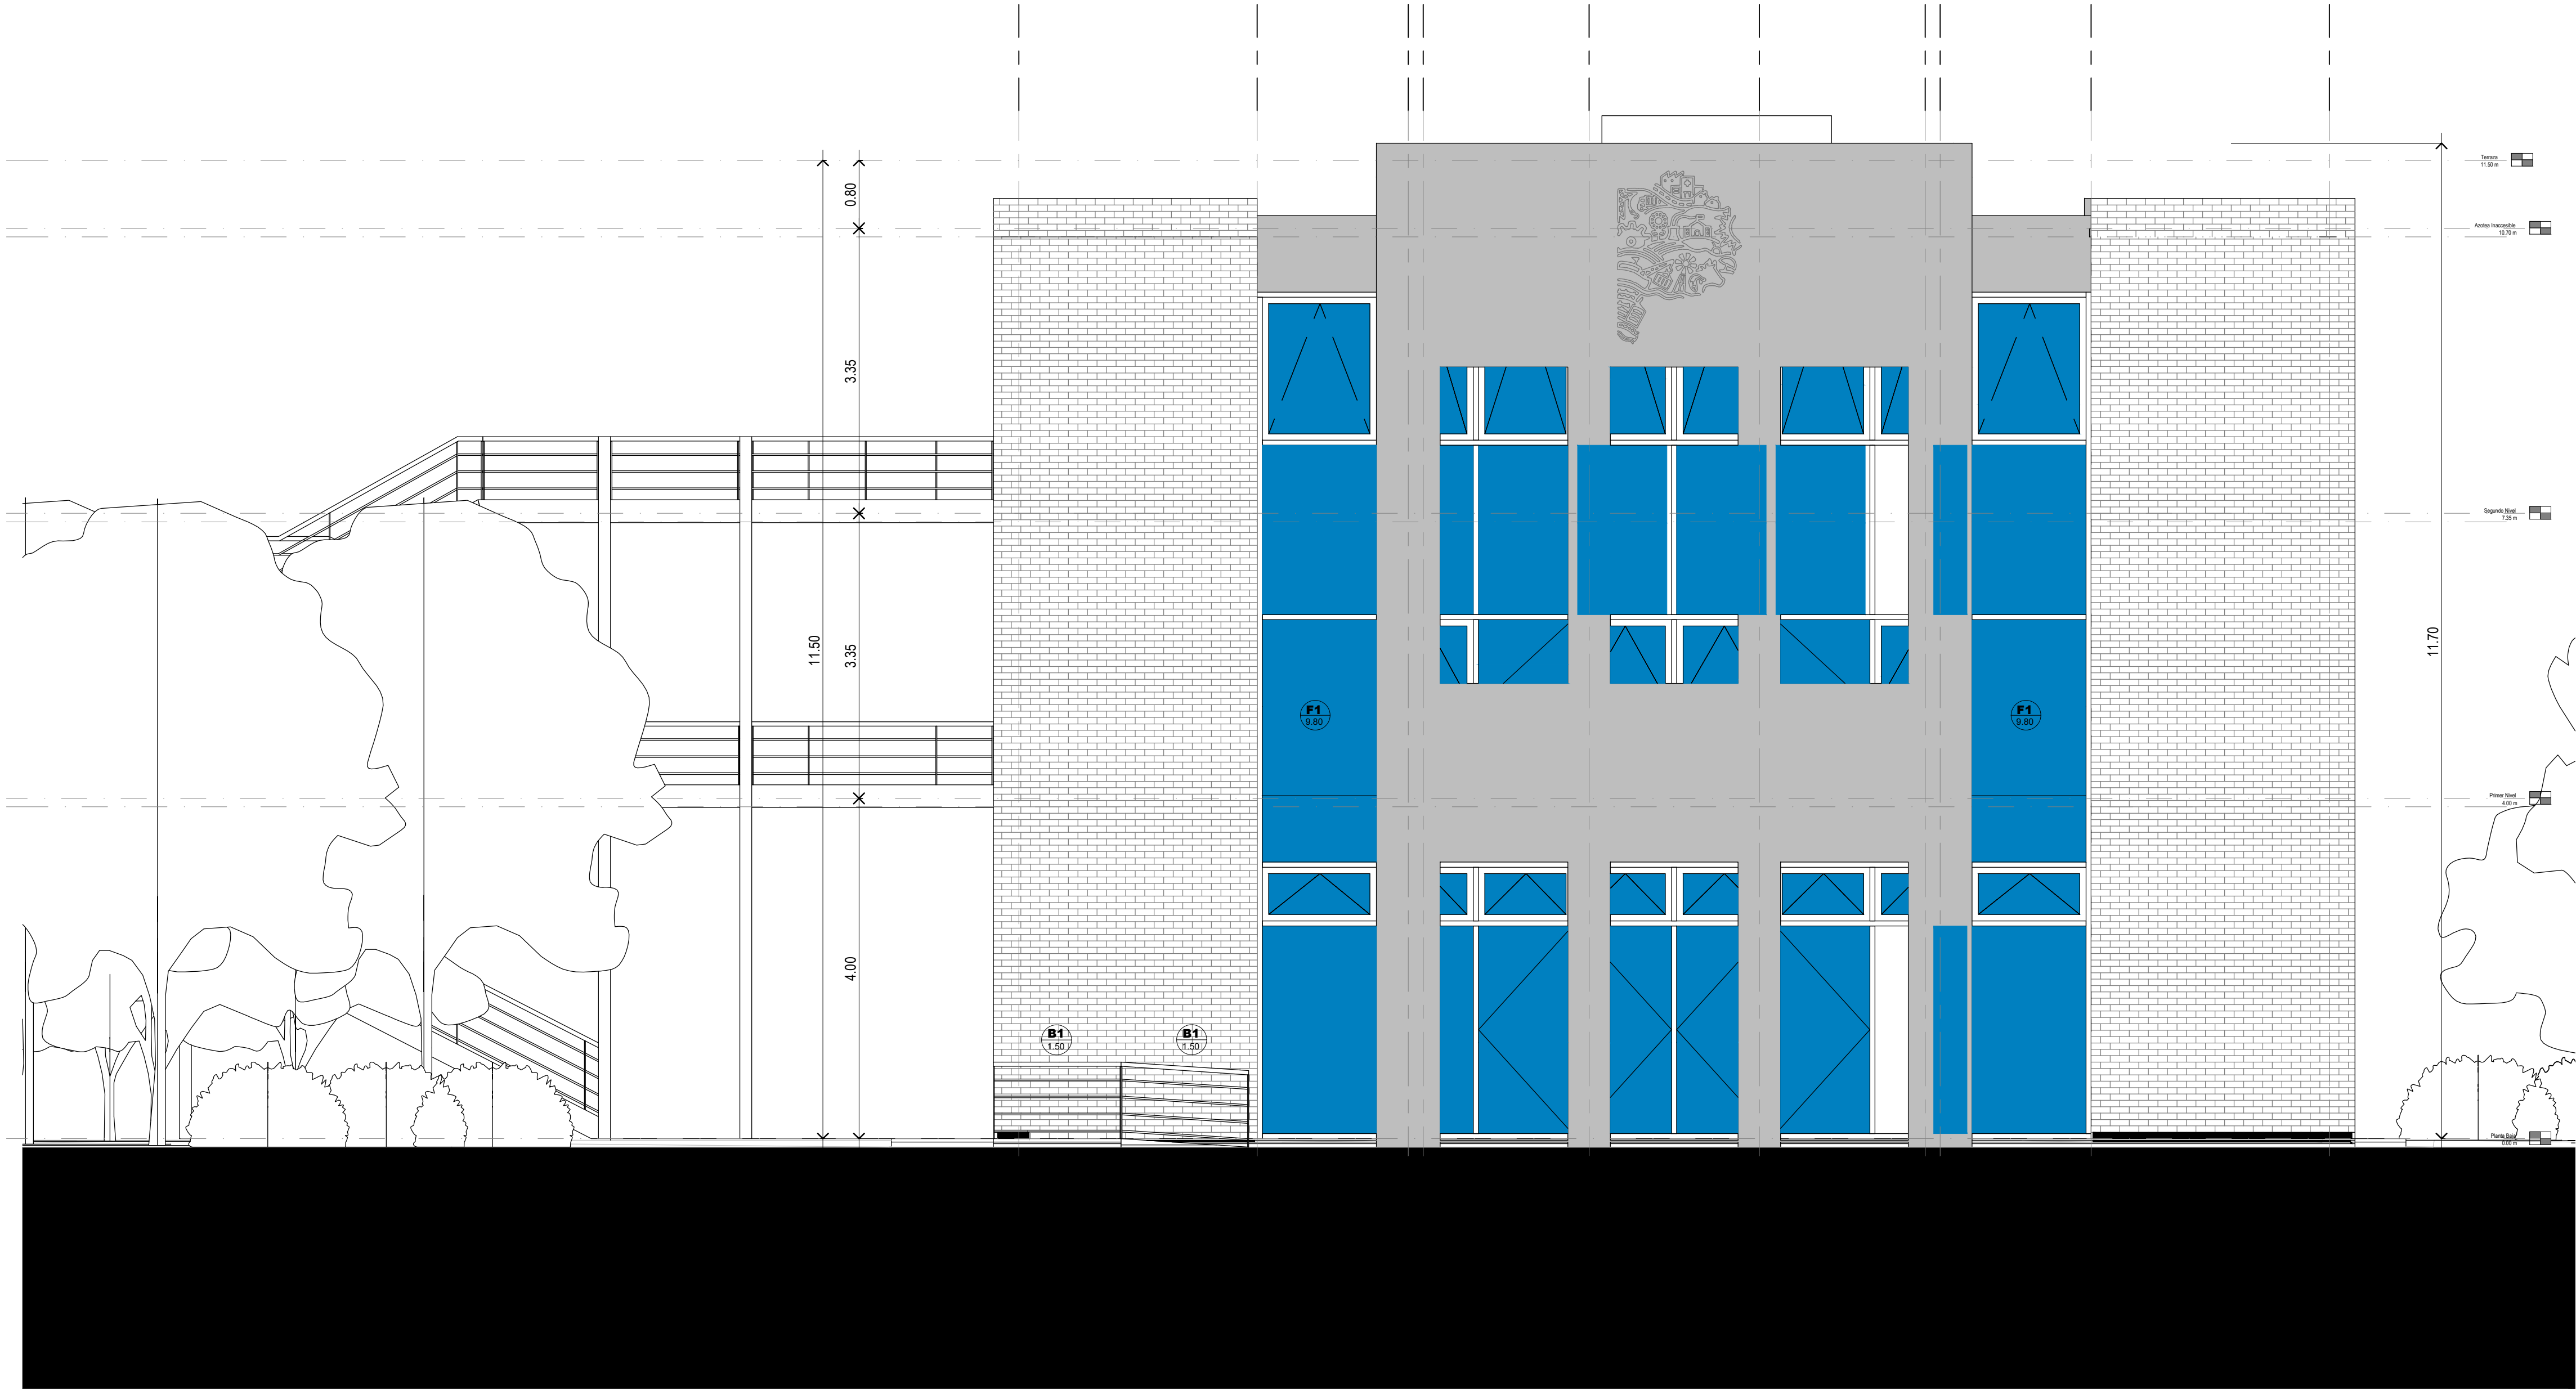 Terraza
11.50 m
0.80
Azotea Inaccesible
10.70 m
3.35
Segundo Nivel
7.35 m
11.50
3.35
11.70
F1
9.80
F1
9.80
Primer Nivel
4.00 m
4.00
B1
1.50
B1
1.50
Planta Baja
0.00 m